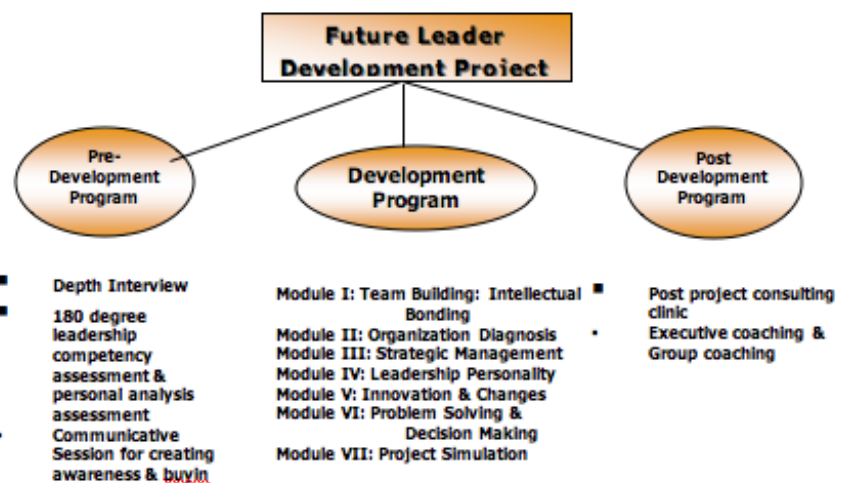 Future Leader
Development Project
Pre-
Development
Program
Development
Program
Post
Development
Program
Depth Interview
180 degree
leadership
competency
assessment &
personal analysis
assessment
Communicative
Session for creating
awareness & buyin
Module I: Team Building: Intellectual
Bonding
Module II: Organization Diagnosis
Module III: Strategic Management
Module IV: Leadership Personality
Module V: Innovation & Changes
Module VI: Problem Solving &
Decision Making
Module VII: Project Simulation
Post project consulting
clinic
Executive coaching &
Group coaching